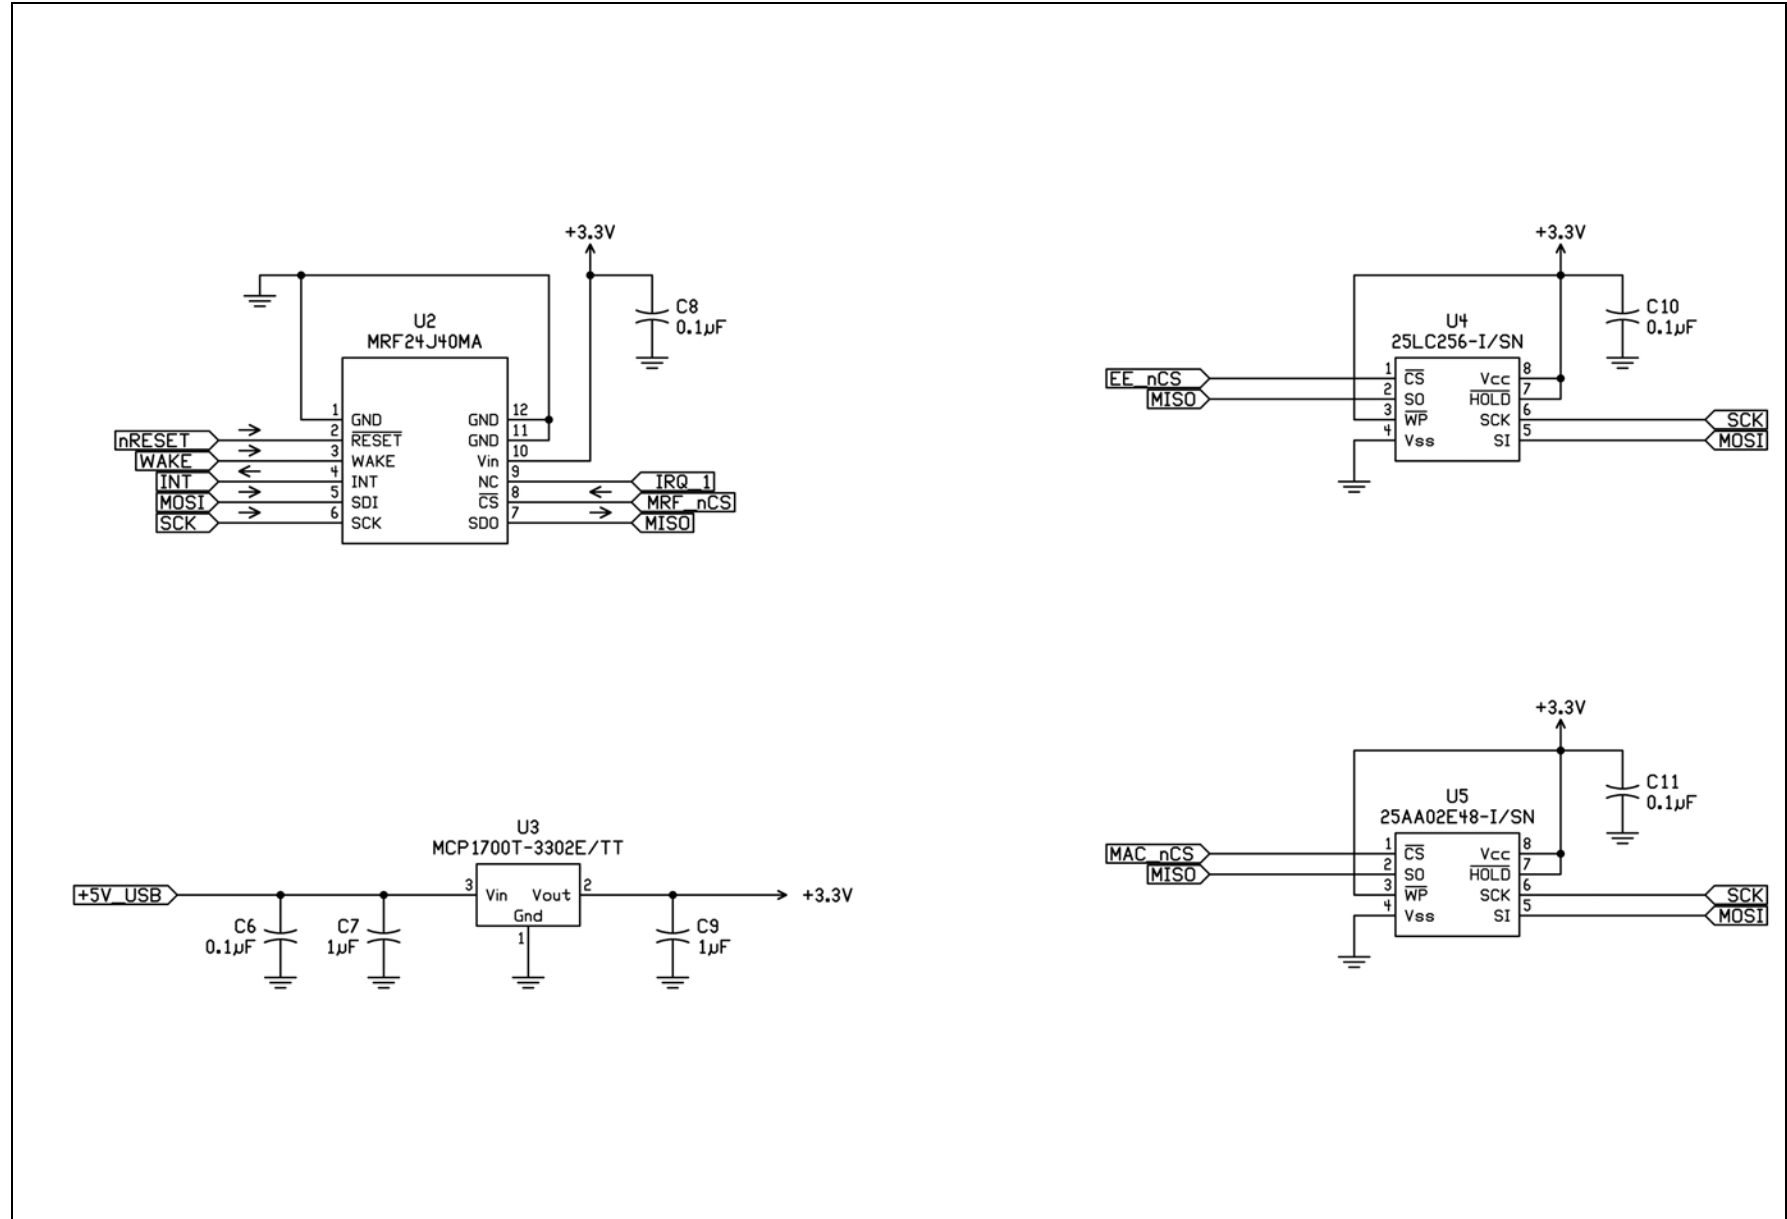 +3.3V
C8
0.1µF
U2
MRF24J40MA
1
GND
2
RESET
3
WAKE
4
INT
5
SDI
6
SCK
12
GND
11
GND
10
Vin
9
NC
8
CS
7
SDO
nRESET
WAKE
INT
MOSI
SCK
IRQ_1
MRF_nCS
MISO
+3.3V
C10
0.1µF
U4
25LC256-I/SN
EE_nCS
MISO
1
CS
2
SO
3
WP
4
Vss
8
Vcc
7
HOLD
6
SCK
5
SI
SCK
MOSI
U3
MCP1700T-3302E/TT
+5V_USB
3
Vin
Vout
2
Gnd
1
+3.3V
C6
0.1µF
C7
1µF
C9
1µF
+3.3V
C11
0.1µF
U5
25AA02E48-I/SN
MAC_nCS
MISO
1
CS
2
SO
3
WP
4
Vss
8
Vcc
7
HOLD
6
SCK
5
SI
SCK
MOSI